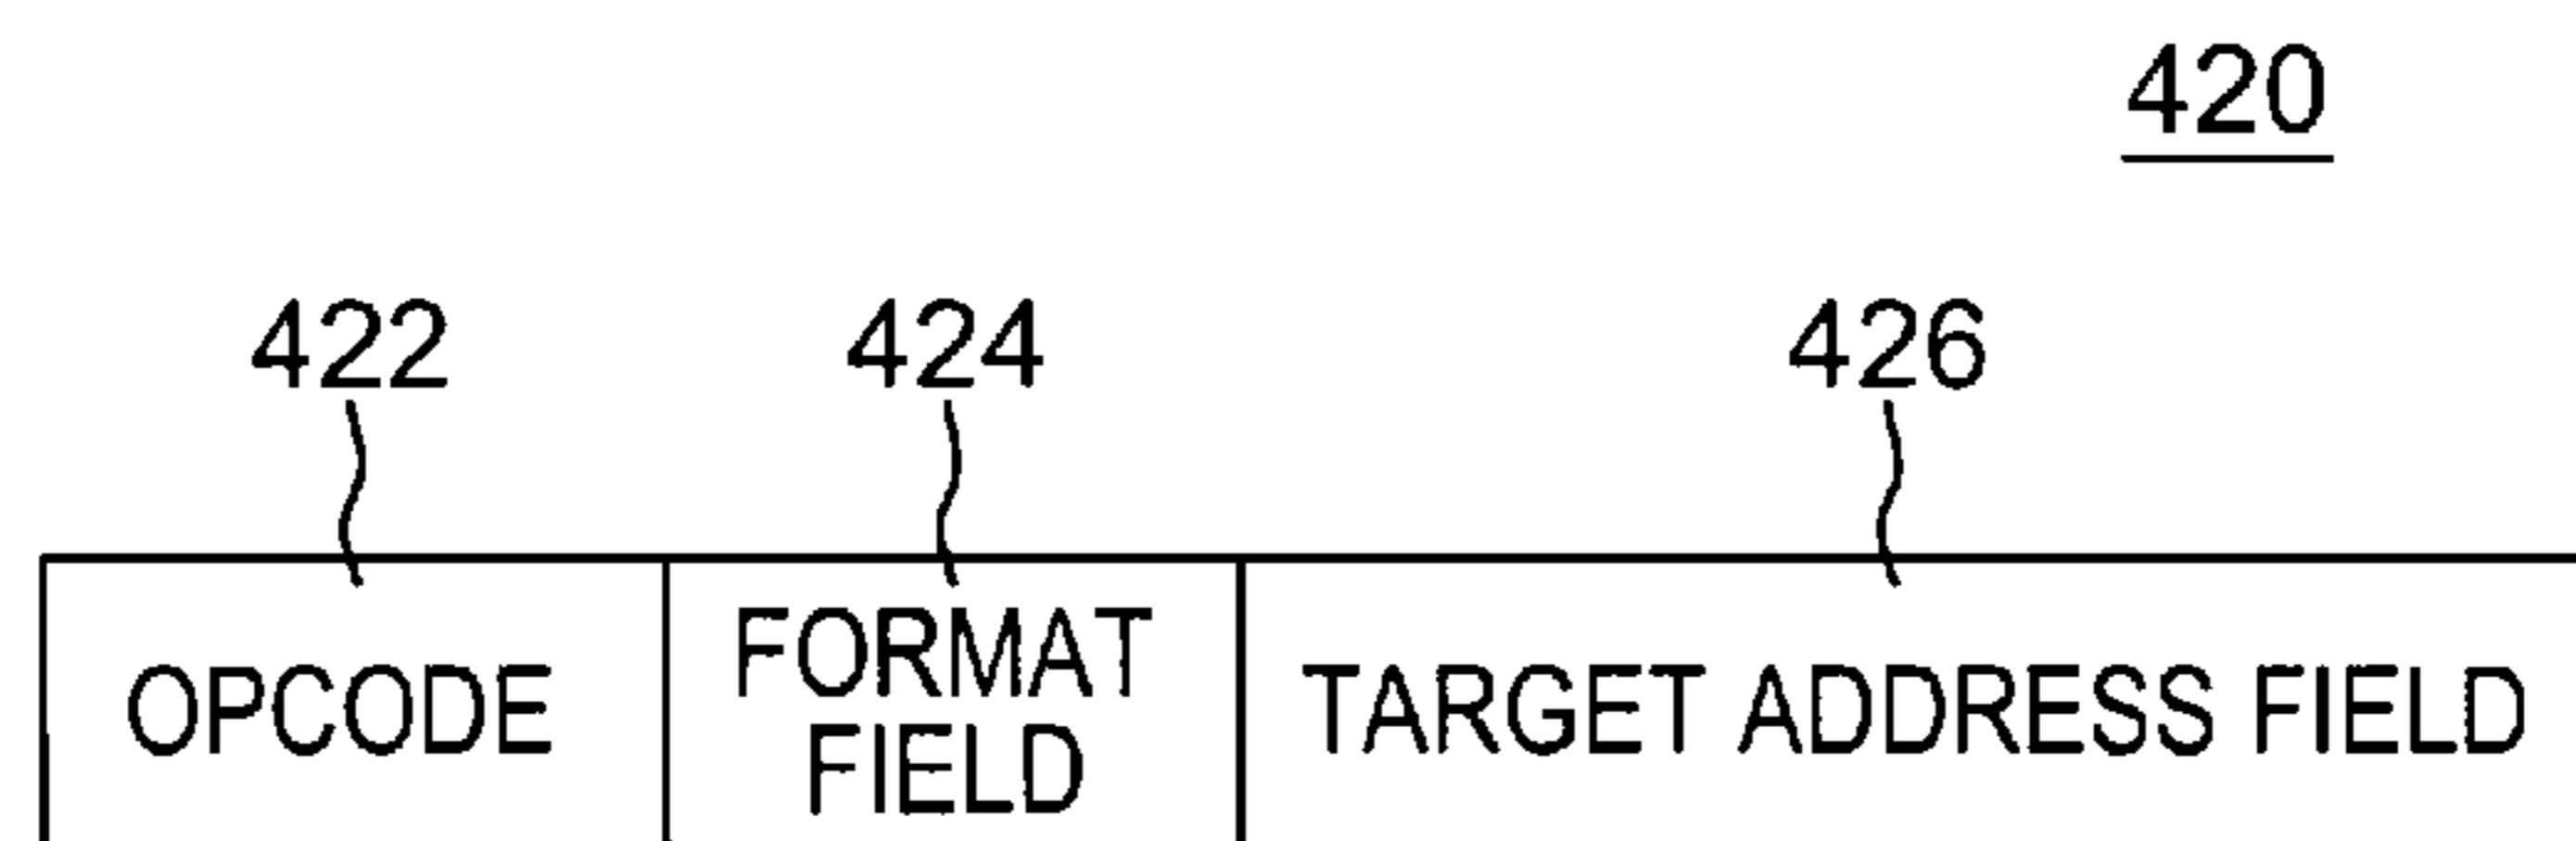 420
422 424 426
OPCODE FORMAT FIELD TARGET ADDRESS FIELD